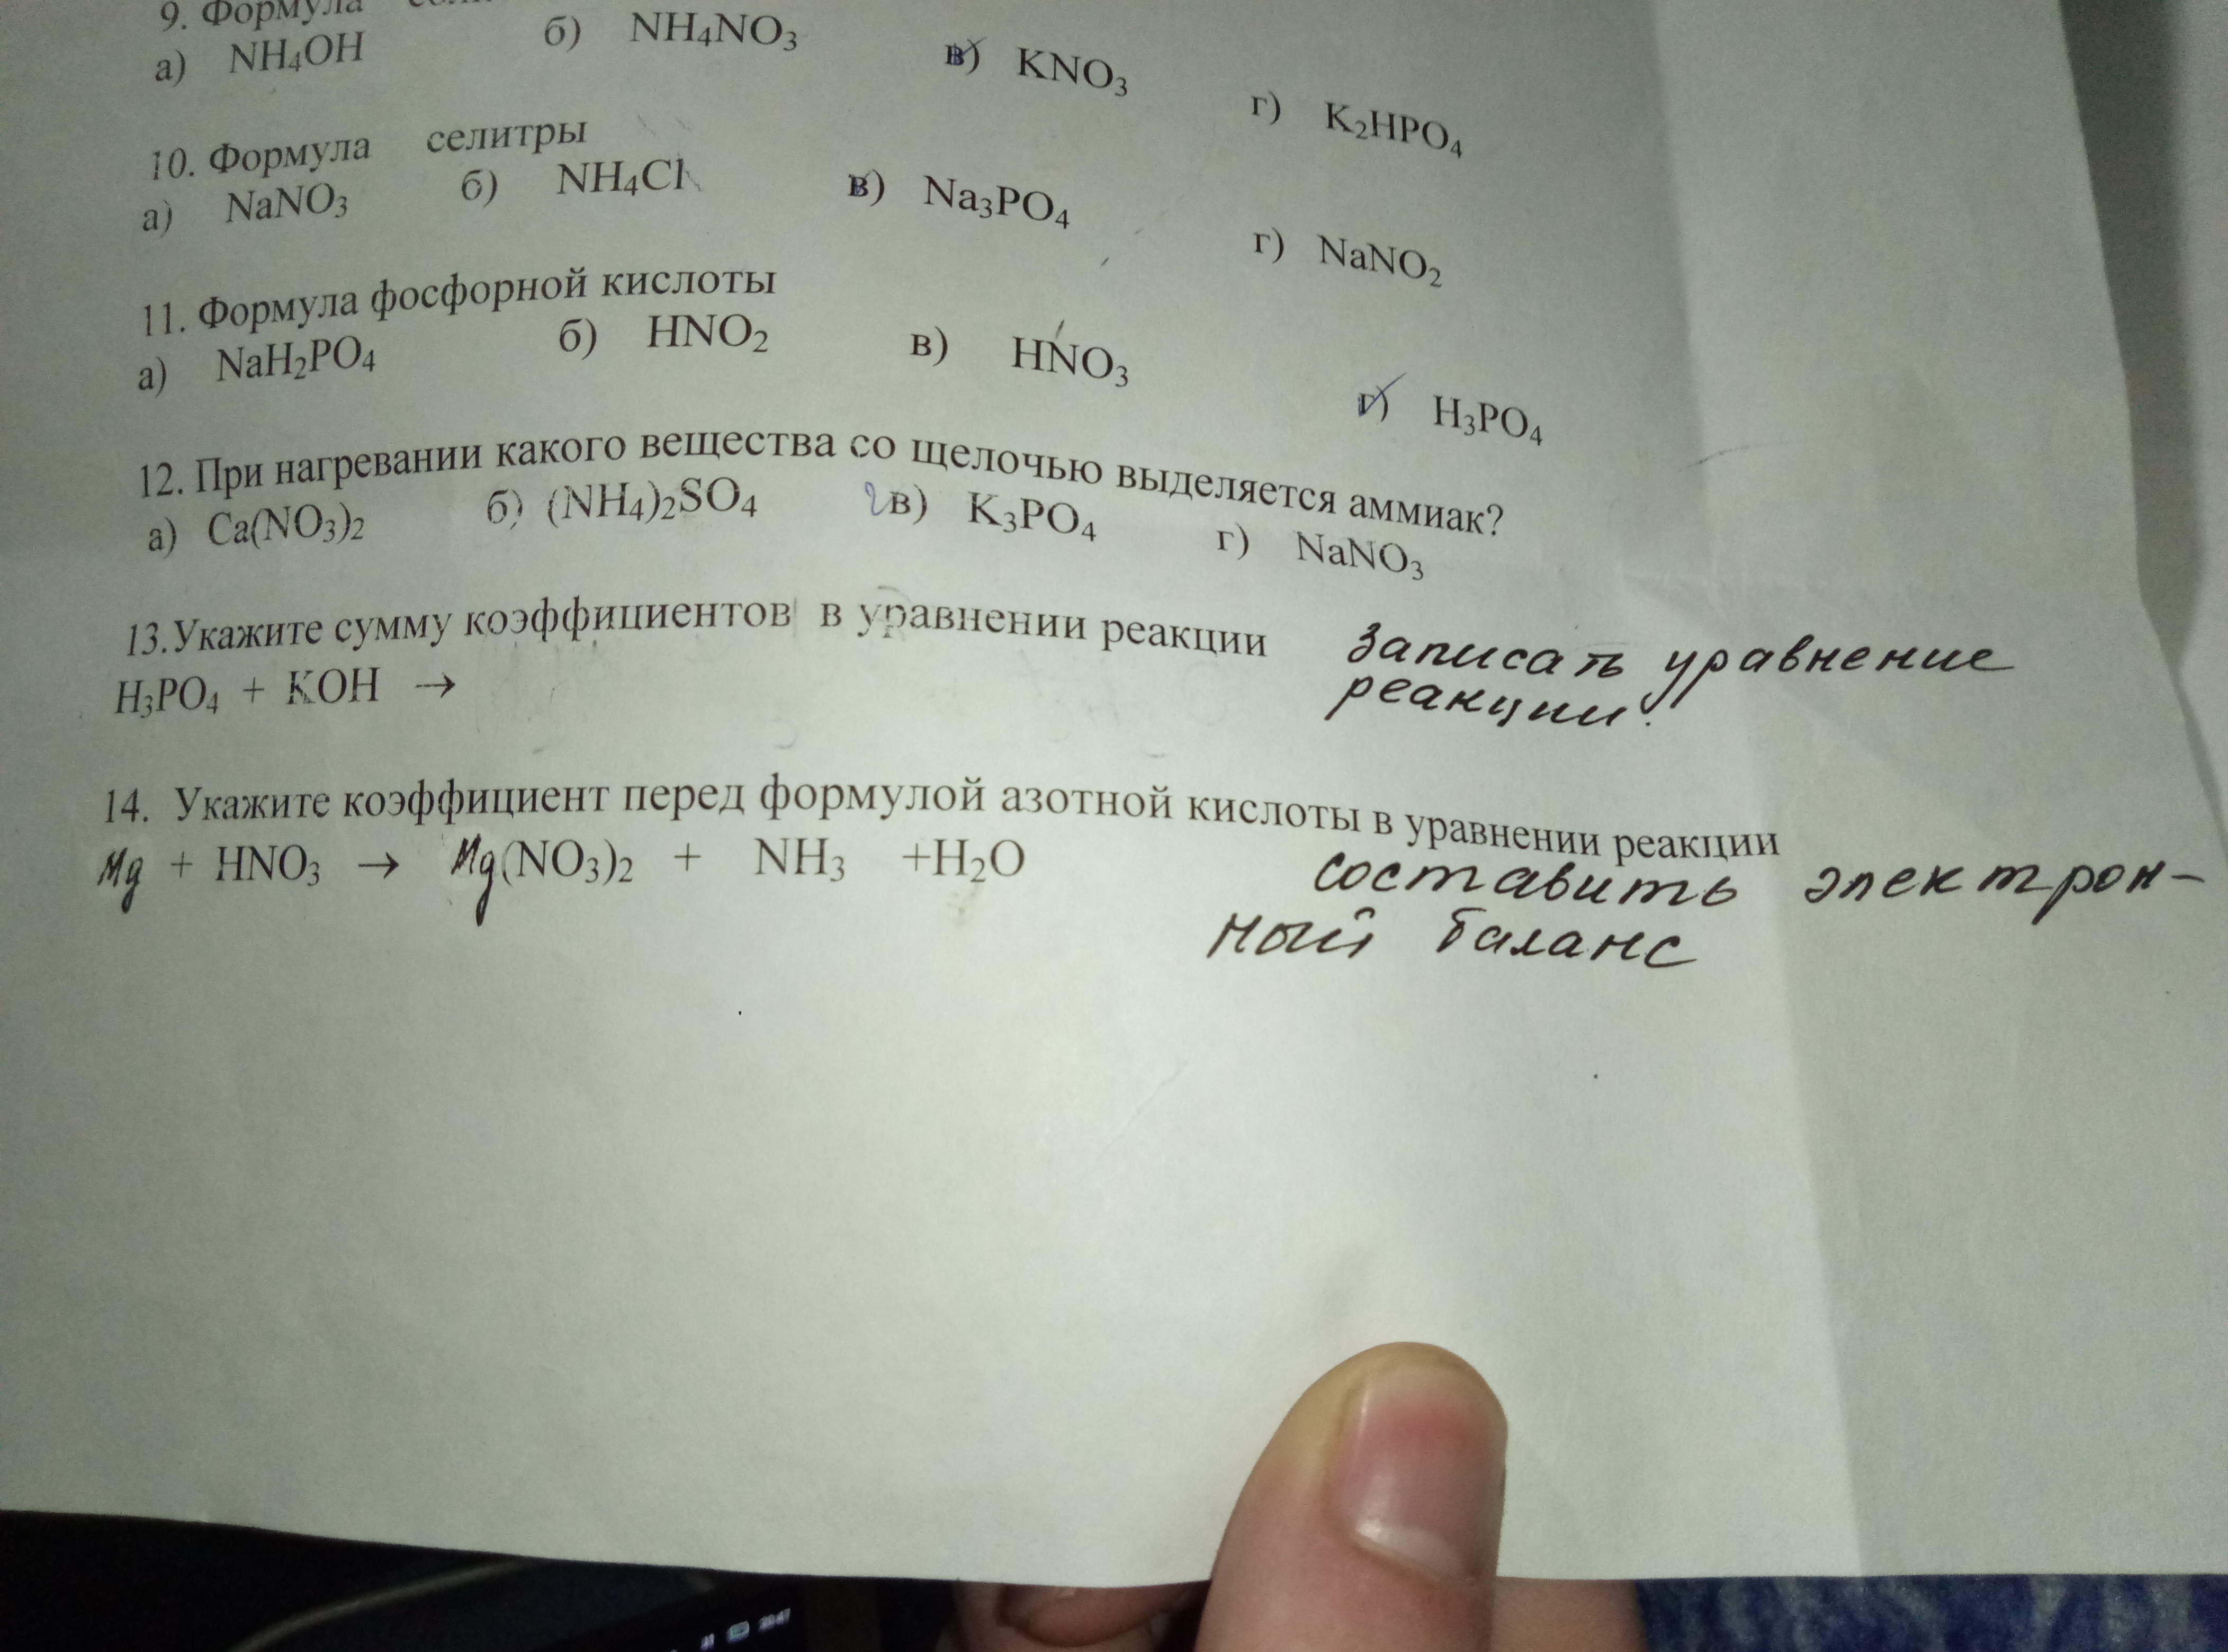 9. Формула
а) NH₄OH б) NH₄NO₃ в) KNO₃ г) K₂HPO₄
10. Формула селитры
а) NaNO₃ б) NH₄Cl в) Na₃PO₄ г) NaNO₂
11. Формула фосфорной кислоты
а) NaH₂PO₄ б) HNO₂ в) HNO₃ г) H₃PO₄
12. При нагревании какого вещества со щелочью выделяется аммиак?
а) Ca(NO₃)₂ б) (NH₄)₂SO₄ в) K₃PO₄ г) NaNO₃
13.Укажите сумму коэффициентов в уравнении реакции Записать уравнение
H₃PO₄ + KOH → реакции.
14. Укажите коэффициент перед формулой азотной кислоты в уравнении реакции
Mg + HNO₃ → Mg(NO₃)₂ + NH₃ +H₂O составить электрон-
ный баланс